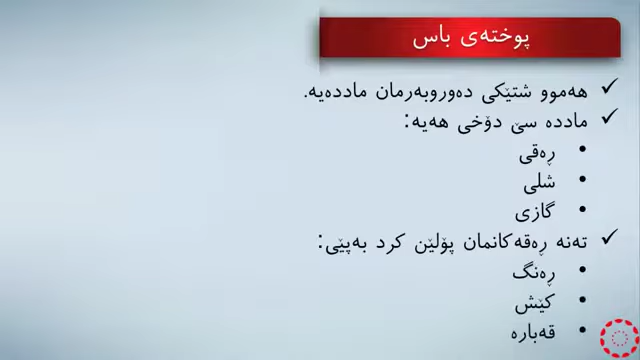 پوختەی باس
هەموو شتێکی دەوروبەرمان ماددەیە.
ماددە سێ دۆخی هەیە:
ڕەقی
شلی
گازی
تەنە ڕەقەکانمان پۆلێن کرد بەپێی:
ڕەنگ
کێش
قەبارە